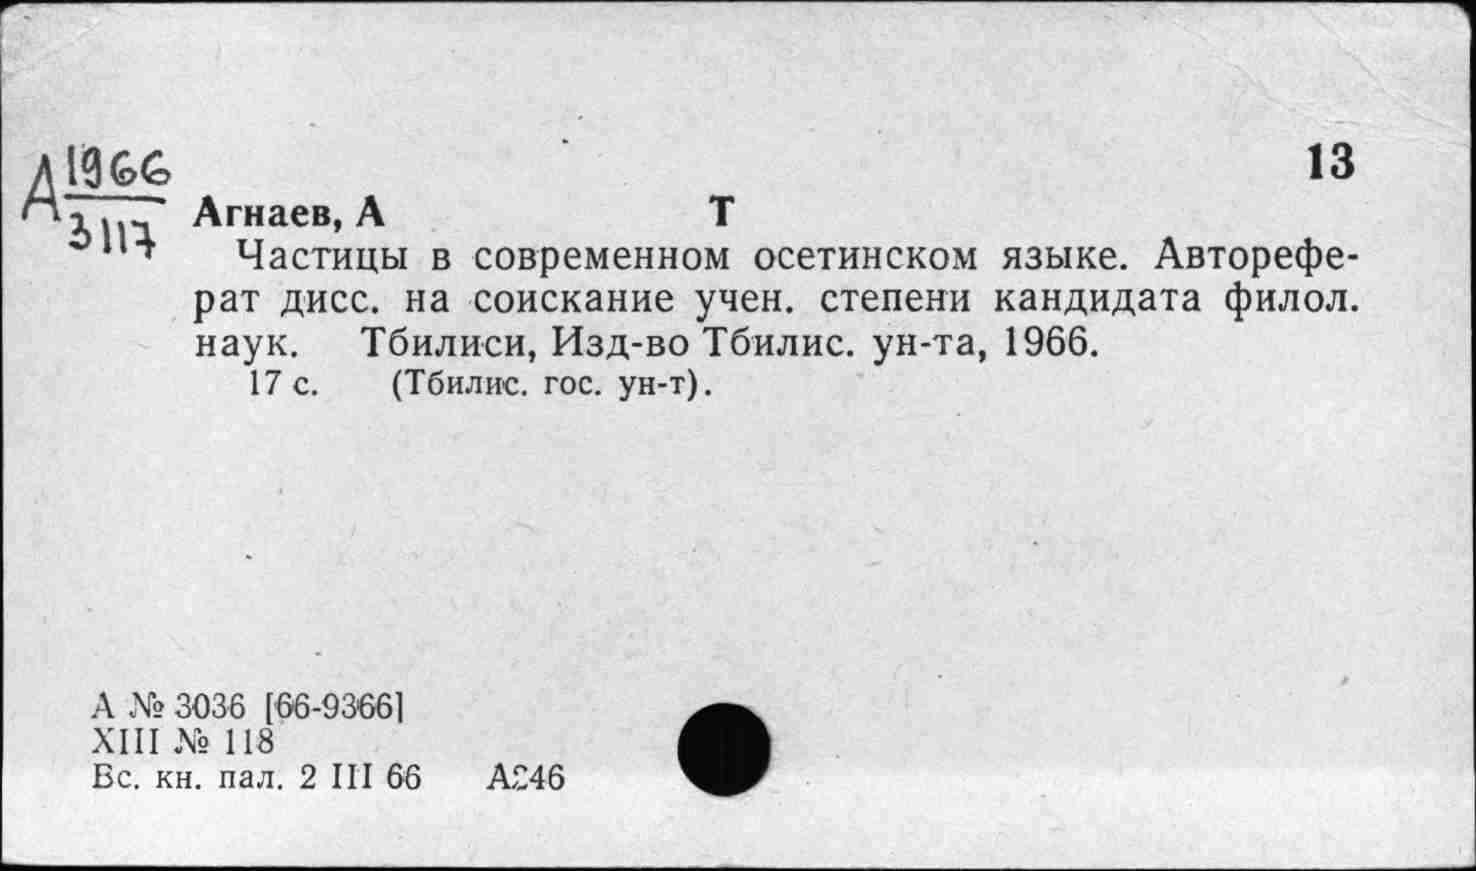 А 1966
3117
13
Агнаев, А Т
Частицы в современном осетинском языке. Авторефе-
рат дисс. на соискание учен. степени кандидата филол.
наук. Тбилиси, Изд-во Тбилис. ун-та, 1966.
17 с. (Тбилис. гос. ун-т).
А № 3036 [66-9366]
XIII № 118
Вс. кн. пал. 2 III 66 А246